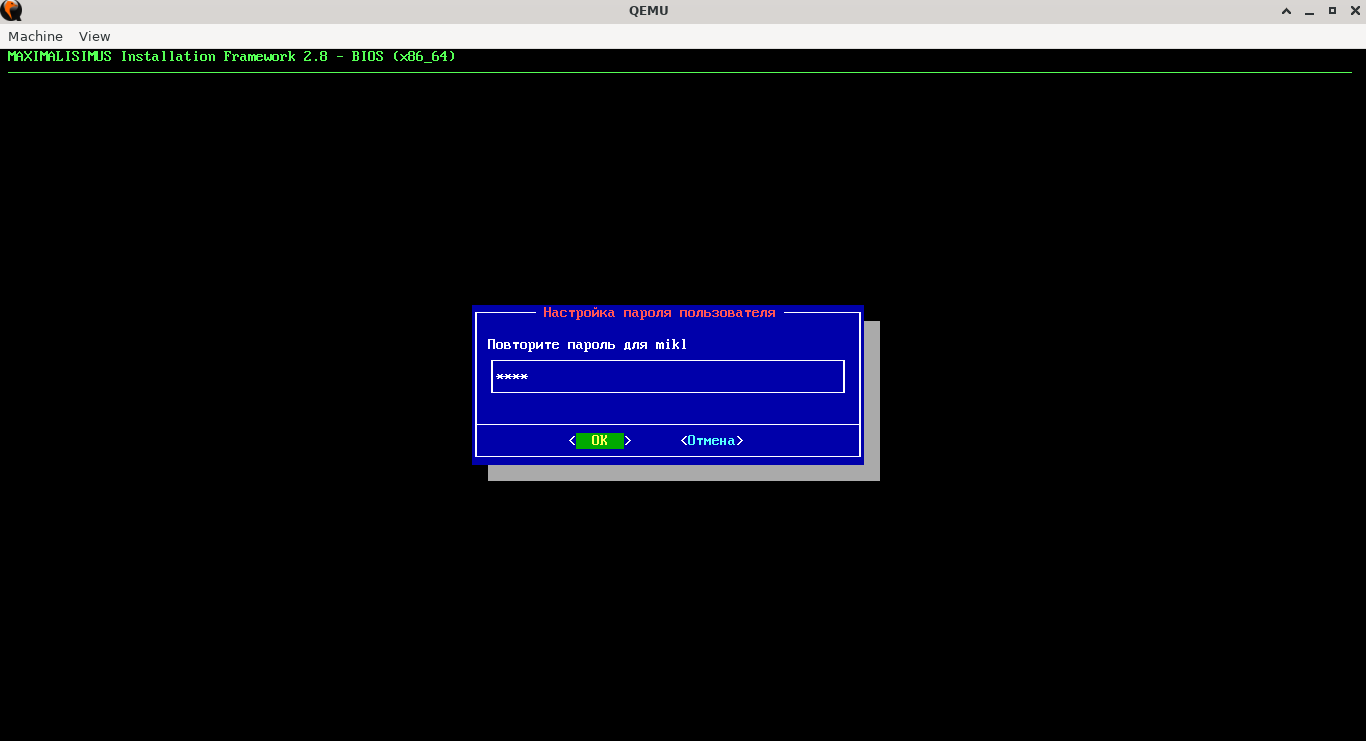 QEMU
Machine View
MAXIMALISIMUS Installation Framework 2.8 - BIOS (x86_64)
Настройка пароля пользователя
Повторите пароль для mikl
****
< OK > <Отмена>